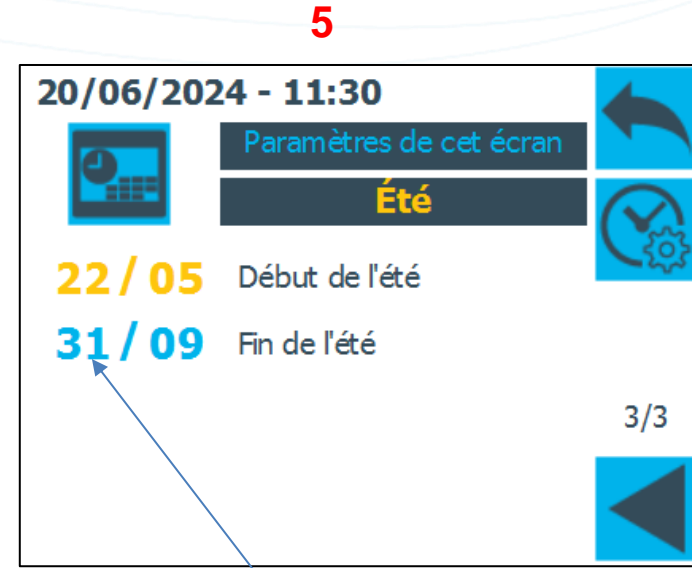 5
20/06/2024 - 11:30
Paramètres de cet écran
Été
22/05 Début de l'été
31/09 Fin de l'été
3/3